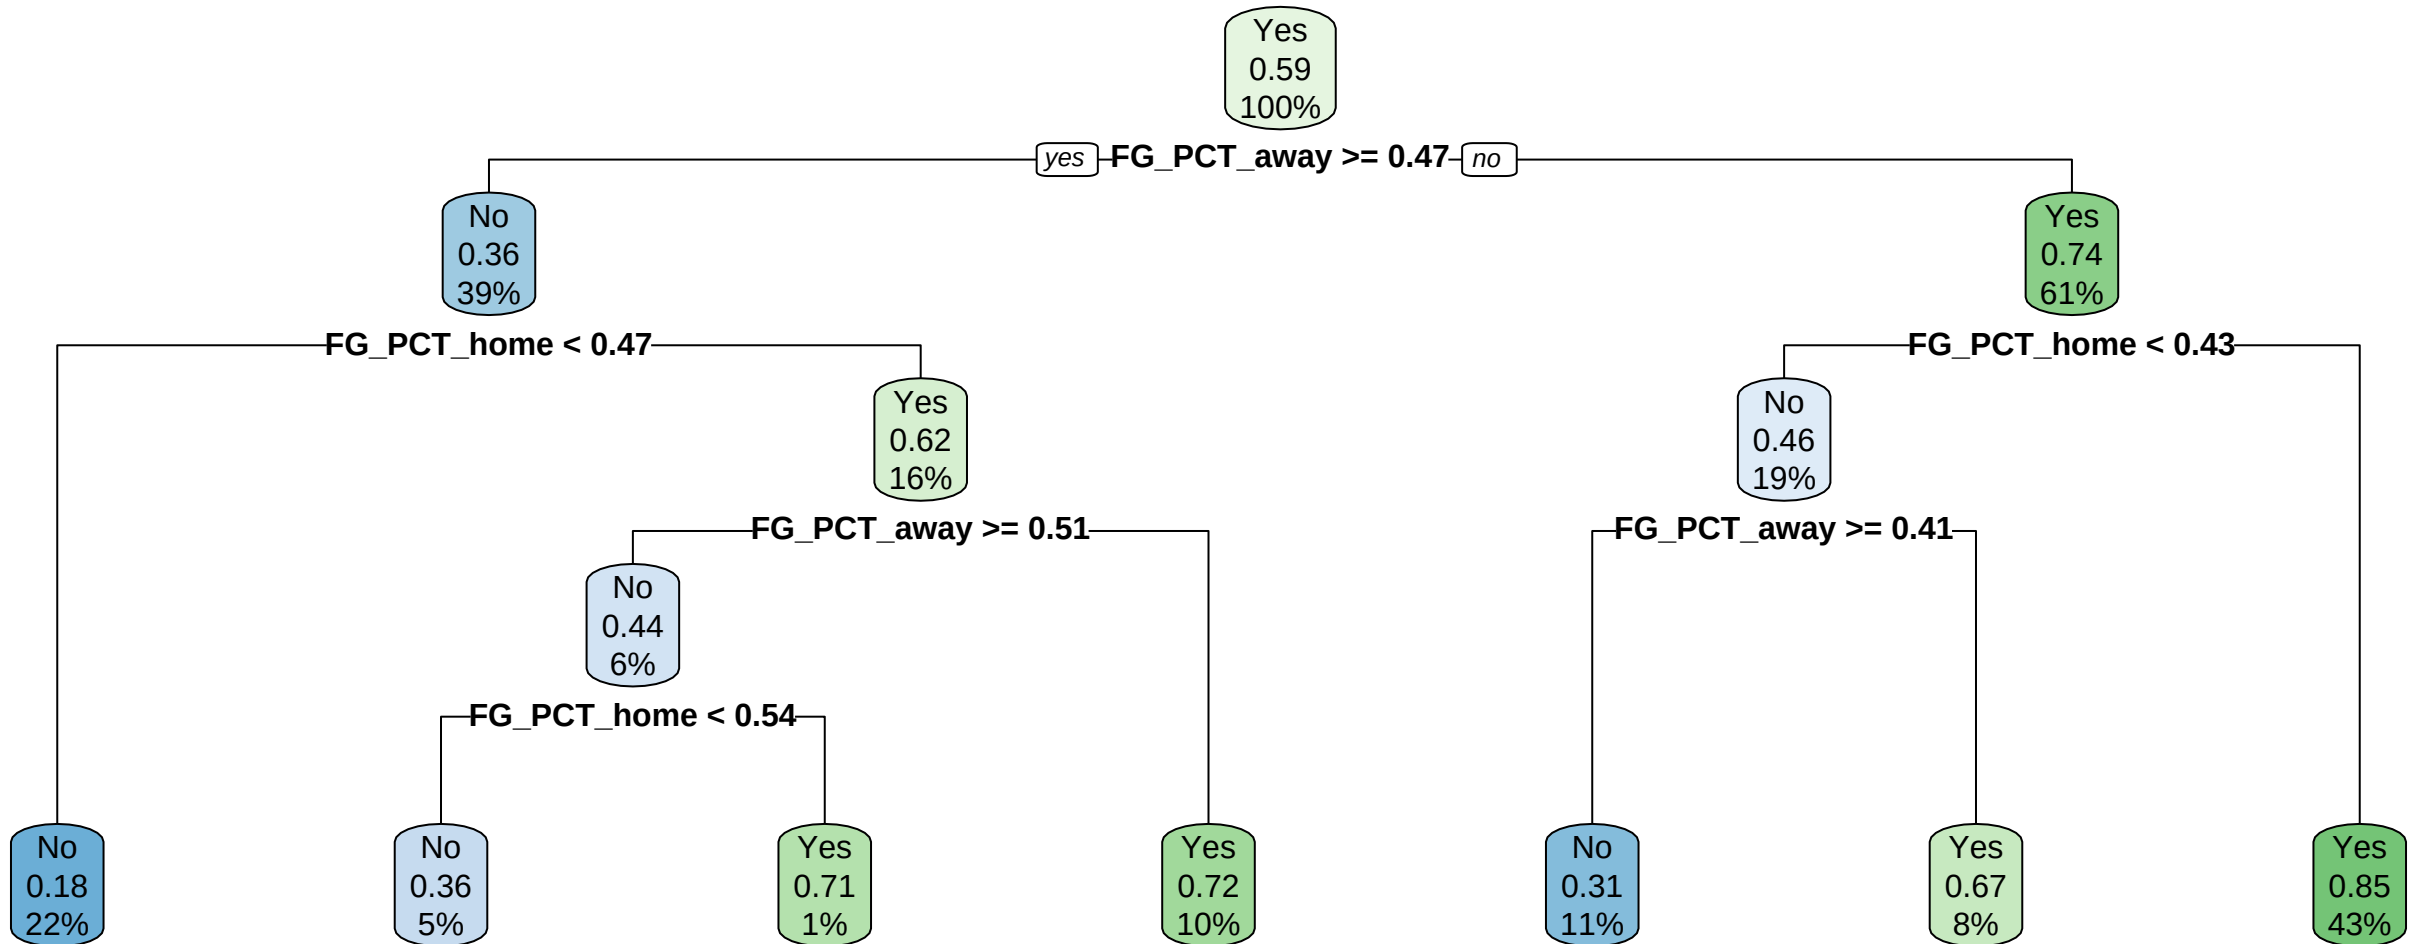 Yes
0.59
100%
yes FG_PCT_away >= 0.47 no
No
0.36
39%
Yes
0.74
61%
FG_PCT_home < 0.47
FG_PCT_home < 0.43
Yes
0.62
16%
No
0.46
19%
FG_PCT_away >= 0.51
FG_PCT_away >= 0.41
No
0.44
6%
FG_PCT_home < 0.54
No
0.18
22%
No
0.36
5%
Yes
0.71
1%
Yes
0.72
10%
No
0.31
11%
Yes
0.67
8%
Yes
0.85
43%